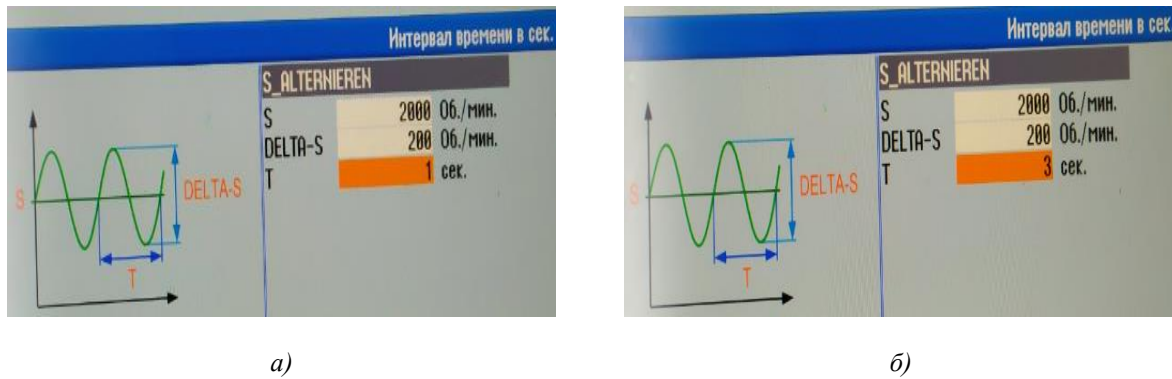 Интервал времени в сек.
S_ALTERNIEREN
S 2000 Об./мин.
DELTA-S 200 Об./мин.
T 1 сек.
S
DELTA-S
T
Интервал времени в сек
S_ALTERNIEREN
S 2000 Об./мин.
DELTA-S 200 Об./мин.
T 3 сек.
S
DELTA-S
T
а)
б)